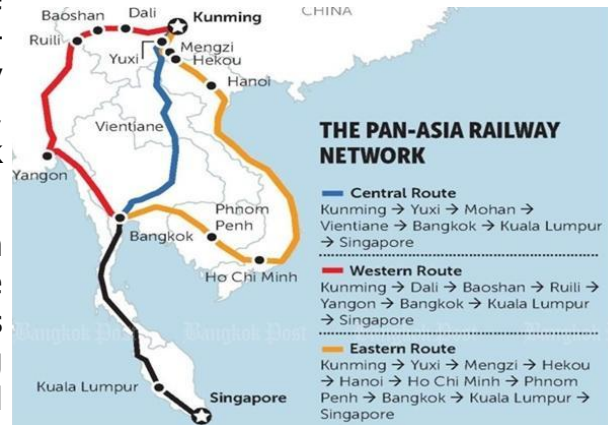 CHINA
Baoshan
Dali
Kunming
Ruili
Yuxi
Mengzi
Hekou
Hanoi
Vientiane
Yangon
Bangkok
Phnom
Penh
Ho Chi Minh
Kuala Lumpur
Singapore
THE PAN-ASIA RAILWAY
NETWORK
Central Route
Kunming → Yuxi → Mohan →
Vientiane → Bangkok → Kuala Lumpur
→ Singapore
Western Route
Kunming → Dali → Baoshan → Ruili →
Yangon → Bangkok → Kuala Lumpur
→ Singapore
Eastern Route
Kunming → Yuxi → Mengzi → Hekou
→ Hanoi → Ho Chi Minh → Phnom
Penh → Bangkok → Kuala Lumpur →
Singapore
Bangkok Post
Bangkok Post
Bangkok Post
Bangkok